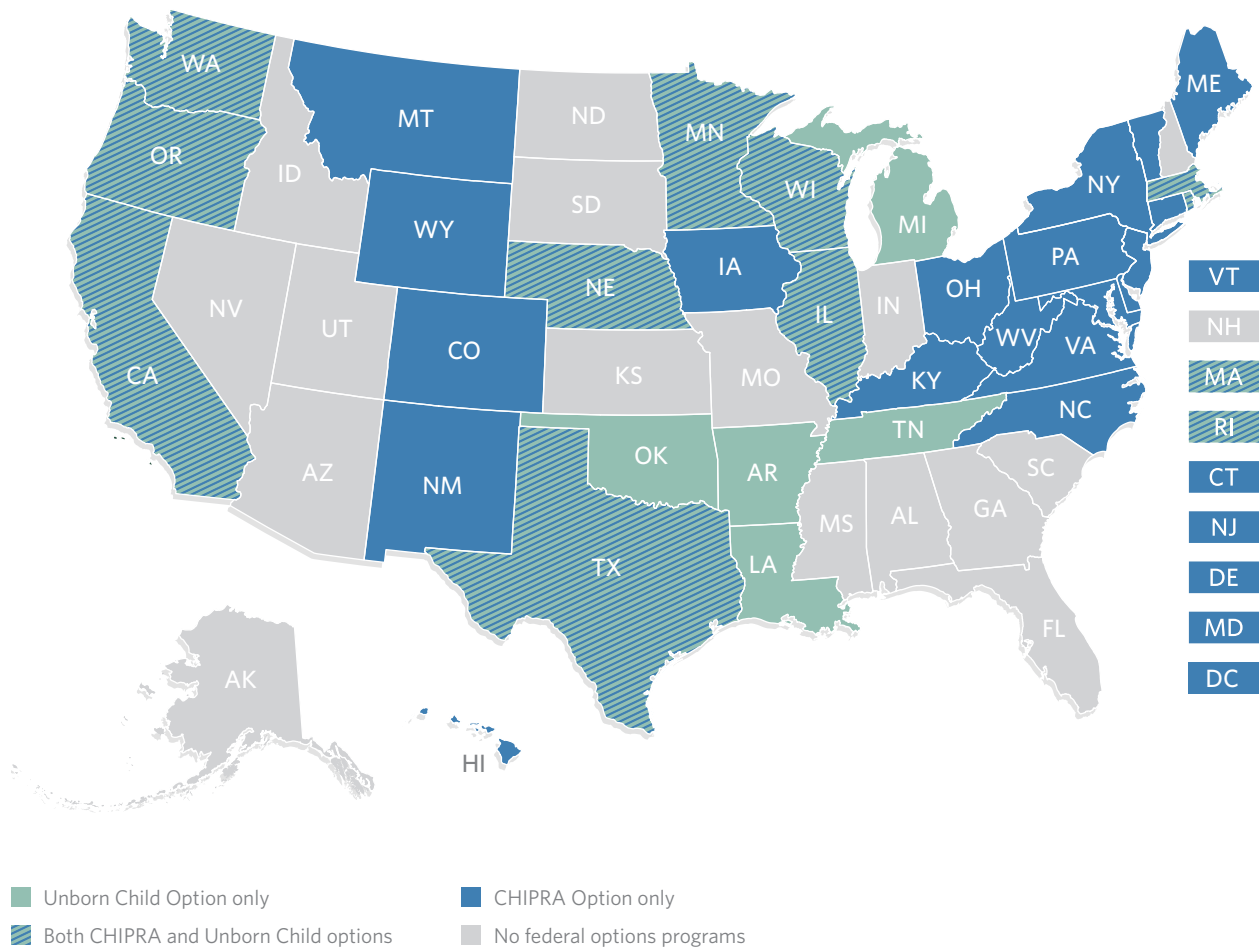 WA
ME
MT
ND
MN
OR
ID
NY
WI
SD
MI
WY
PA
IA
VT
NE
OH
IN
NV
IL
NH
UT
WV
VA
CO
CA
KS
MO
KY
MA
NC
TN
RI
OK
SC
AZ
AR
CT
NM
GA
MS
AL
NJ
LA
TX
DE
FL
MD
AK
DC
HI
Unborn Child Option only
CHIPRA Option only
Both CHIPRA and Unborn Child options
No federal options programs